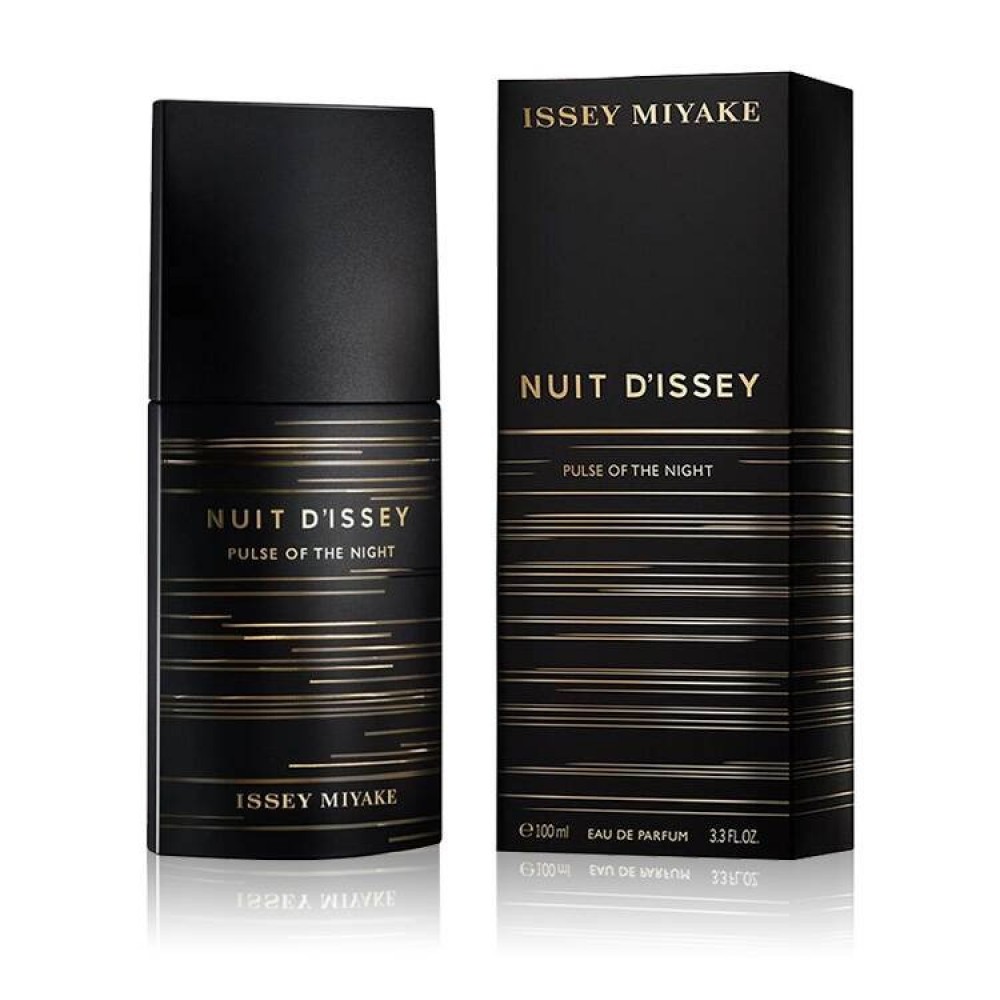 NUIT D'ISSEY
PULSE OF THE NIGHT
ISSEY MIYAKE
ISSEY MIYAKE
NUIT D'ISSEY
PULSE OF THE NIGHT
℮100 ml EAU DE PARFUM 3.3 FL.OZ.